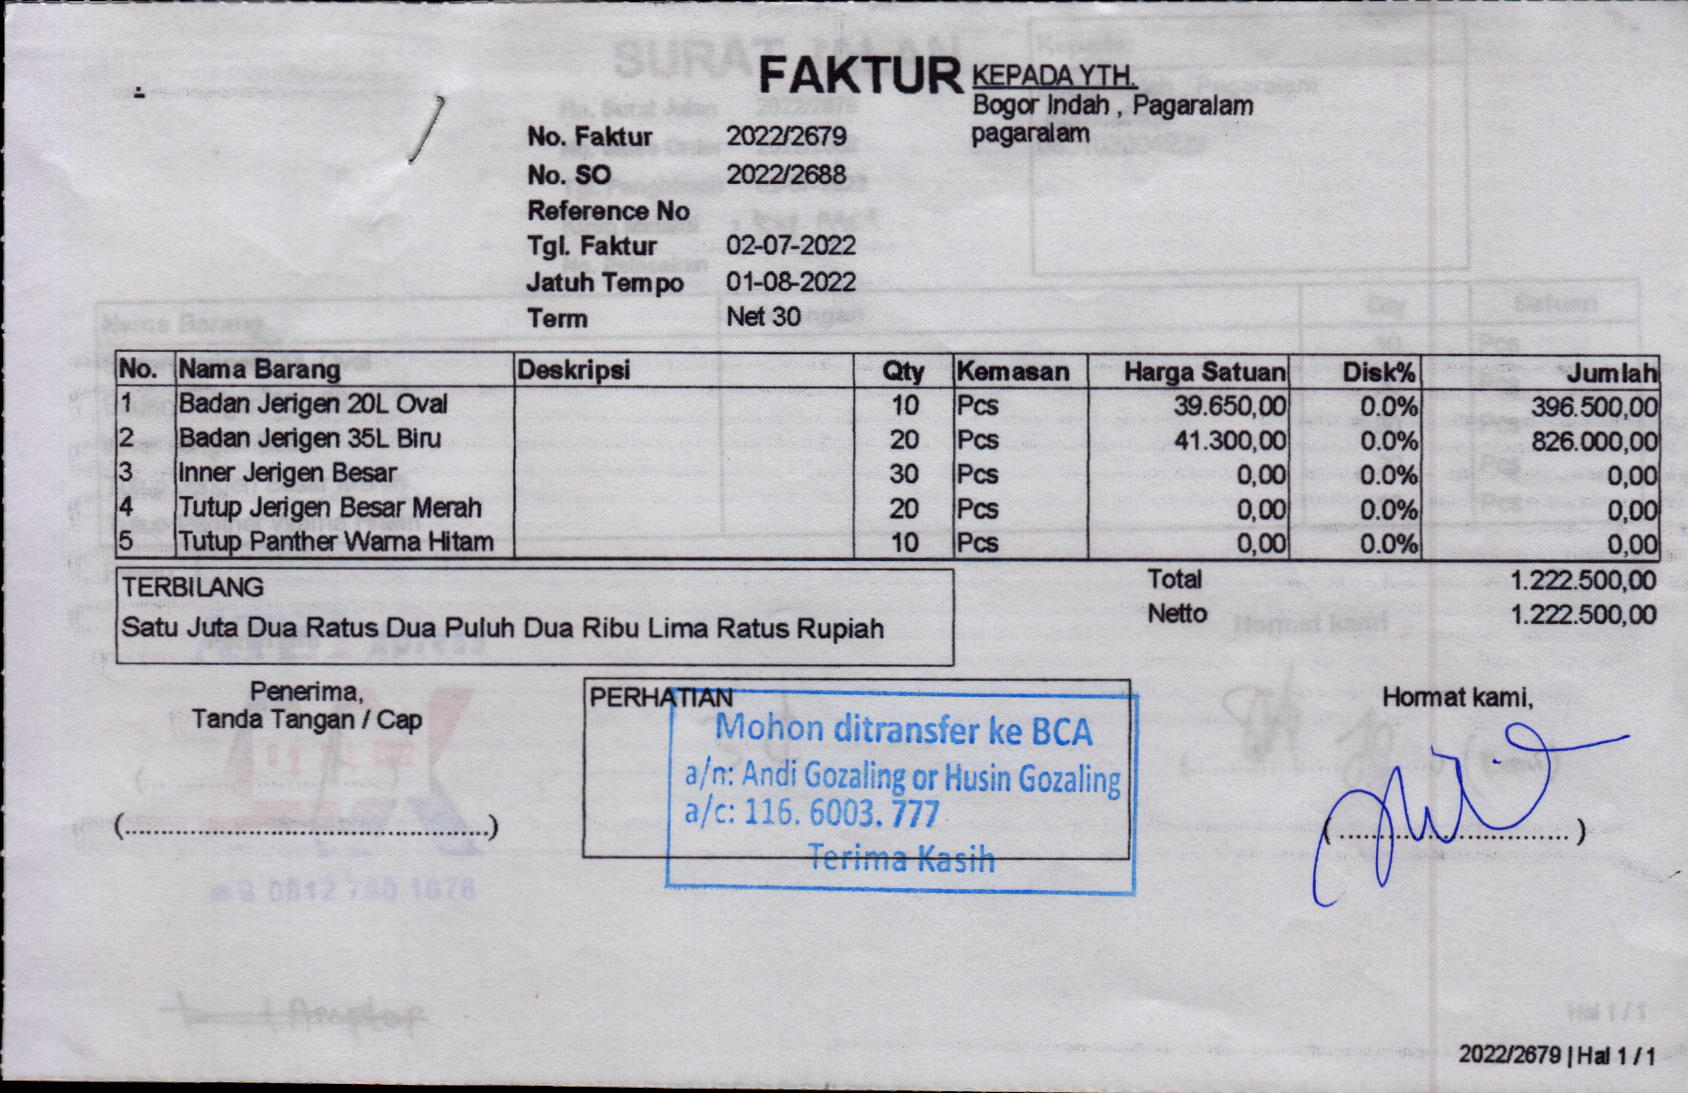 FAKTUR
KEPADA YTH.
Bogor Indah , Pagaralam
pagaralam
No. Faktur 2022/2679
No. SO 2022/2688
Reference No
Tgl. Faktur 02-07-2022
Jatuh Tempo 01-08-2022
Term Net 30
No. Nama Barang Deskripsi Qty Kemasan Harga Satuan Disk% Jumlah
1 Badan Jerigen 20L Oval 10 Pcs 39.650,00 0.0% 396.500,00
2 Badan Jerigen 35L Biru 20 Pcs 41.300,00 0.0% 826.000,00
3 Inner Jerigen Besar 30 Pcs 0,00 0.0% 0,00
4 Tutup Jerigen Besar Merah 20 Pcs 0,00 0.0% 0,00
5 Tutup Panther Warna Hitam 10 Pcs 0,00 0.0% 0,00
TERBILANG
Satu Juta Dua Ratus Dua Puluh Dua Ribu Lima Ratus Rupiah
Total 1.222.500,00
Netto 1.222.500,00
Penerima,
Tanda Tangan / Cap
(....................................................)
PERHATIAN
Mohon ditransfer ke BCA
a/n: Andi Gozaling or Husin Gozaling
a/c: 116. 6003. 777
Terima Kasih
Hormat kami,
(.................................)
2022/2679 | Hal 1 / 1